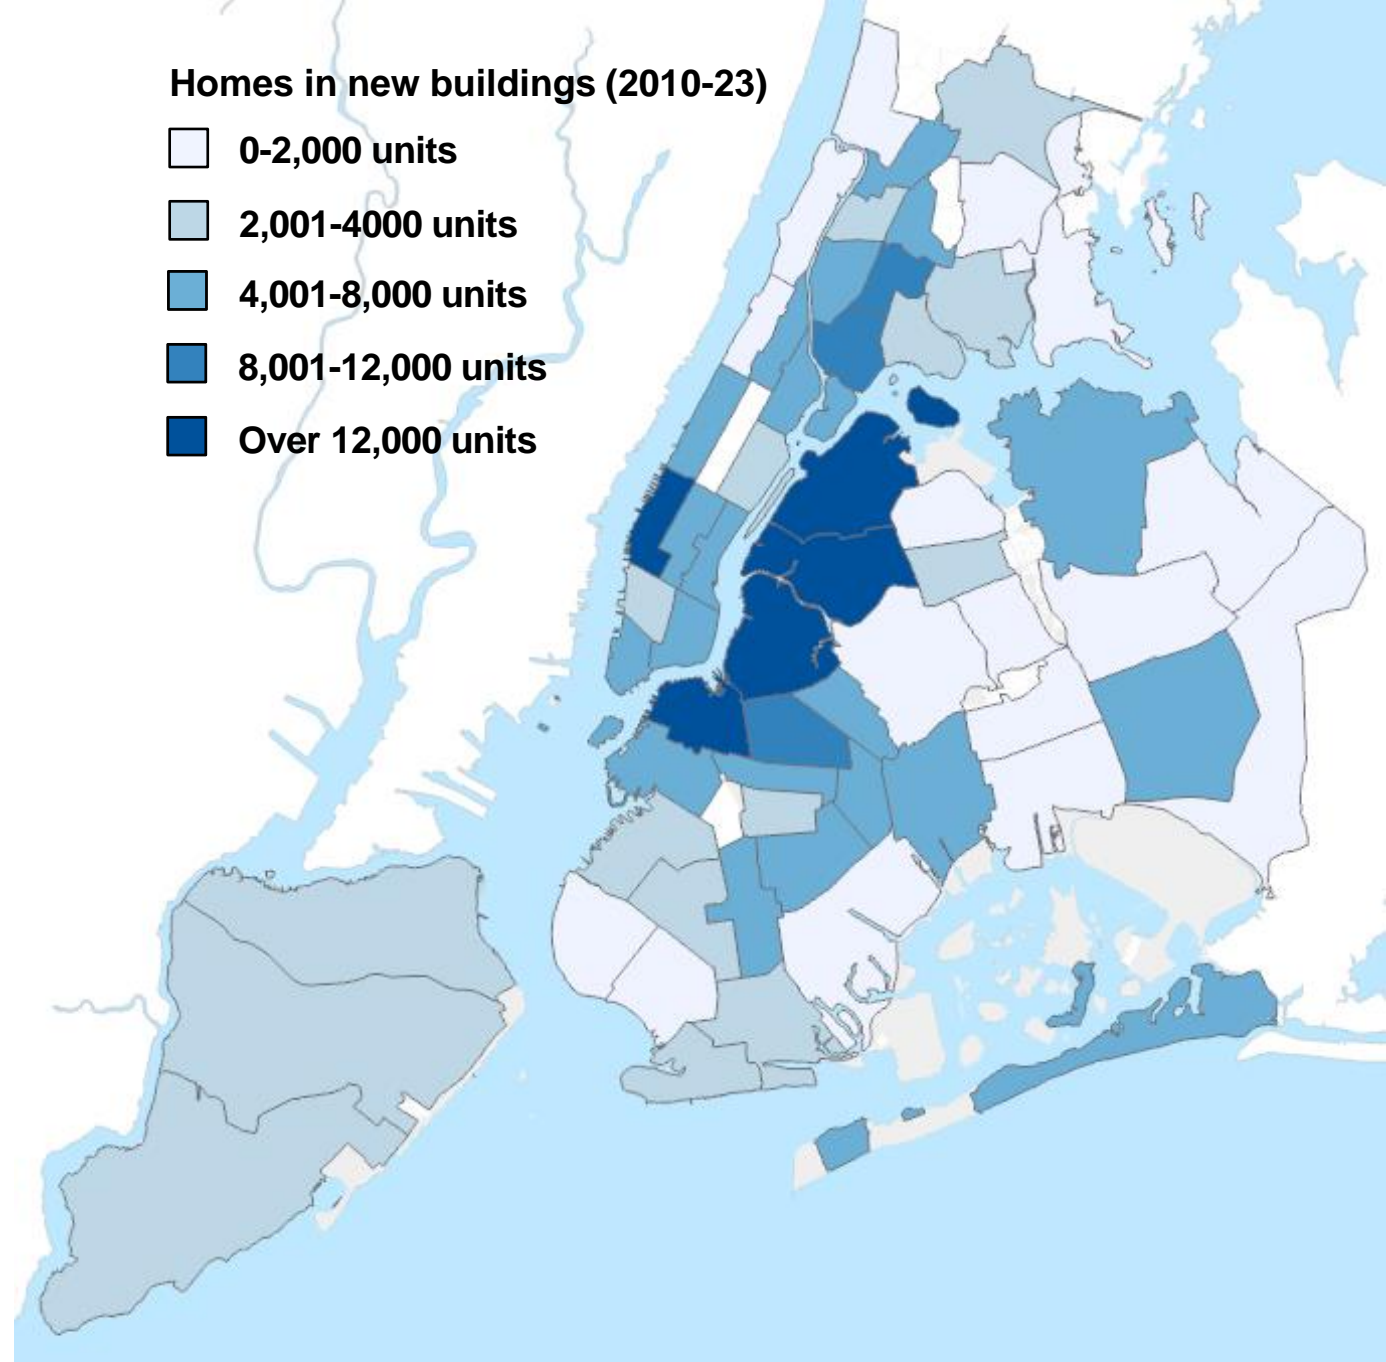 Homes in new buildings (2010-23)
0-2,000 units
2,001-4000 units
4,001-8,000 units
8,001-12,000 units
Over 12,000 units